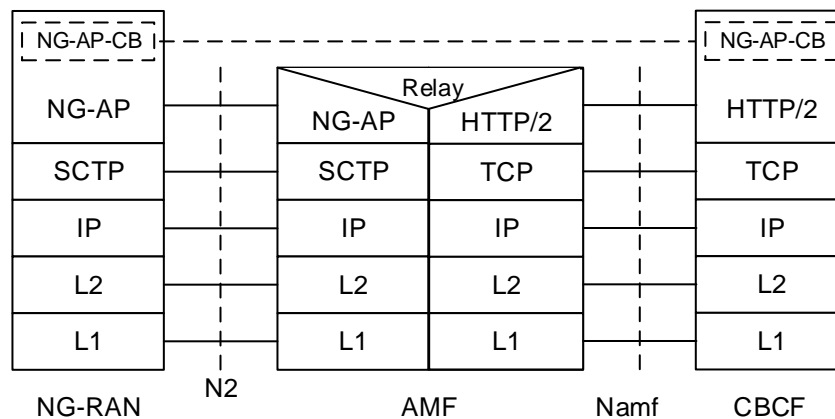 NG-AP-CB
NG-AP-CB
Relay
NG-AP
NG-AP
HTTP/2
HTTP/2
SCTP
SCTP
TCP
TCP
IP
IP
IP
IP
L2
L2
L2
L2
L1
L1
L1
L1
N2
NG-RAN
AMF
Namf
CBCF